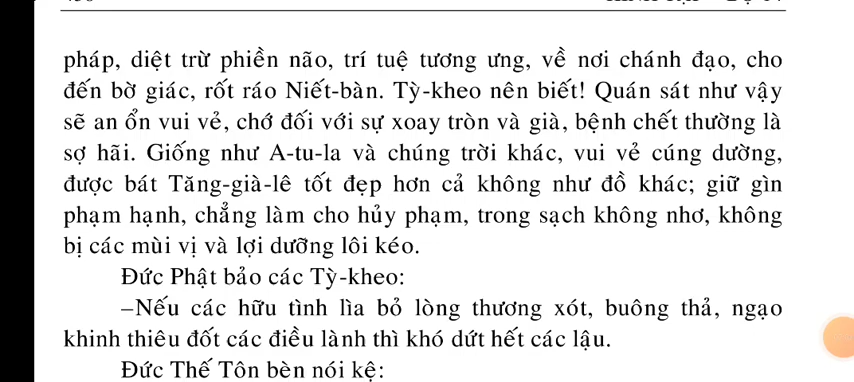 pháp, diệt trừ phiền não, trí tuệ tương ưng, về nơi chánh đạo, cho
đến bờ giác, rốt ráo Niết-bàn. Tỳ-kheo nên biết! Quán sát như vậy
sẽ an ổn vui vẻ, chớ đối với sự xoay tròn và già, bệnh chết thường là
sợ hãi. Giống như A-tu-la và chúng trời khác, vui vẻ cúng dường,
được bát Tăng-già-lê tốt đẹp hơn cả không như đồ khác; giữ gìn
phạm hạnh, chẳng làm cho hủy phạm, trong sạch không nhơ, không
bị các mùi vị và lợi dưỡng lôi kéo.
Đức Phật bảo các Tỳ-kheo:
–Nếu các hữu tình lìa bỏ lòng thương xót, buông thả, ngạo
khinh thiêu đốt các điều lành thì khó dứt hết các lậu.
Đức Thế Tôn bèn nói kệ: